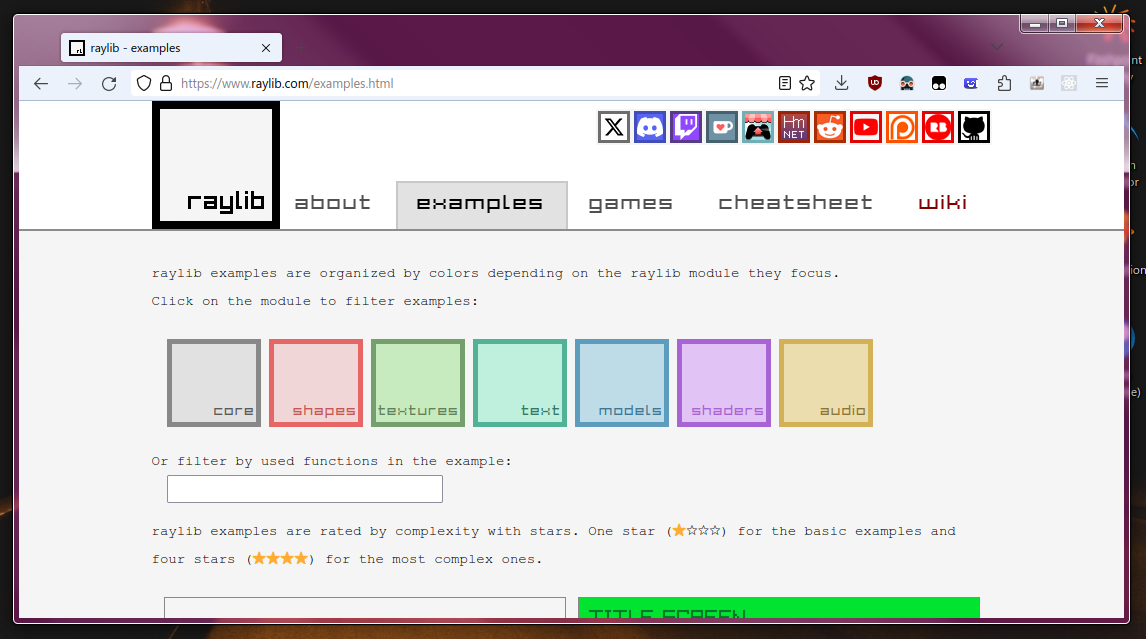 raylib - examples
https://www.raylib.com/examples.html
raylib
about
examples
games
cheatsheet
wiki
Hm
NET
raylib examples are organized by colors depending on the raylib module they focus.
Click on the module to filter examples:
core
shapes
textures
text
models
shaders
audio
Or filter by used functions in the example:
raylib examples are rated by complexity with stars. One star (★☆☆☆) for the basic examples and
four stars (★★★★) for the most complex ones.
TITLE SCREEN